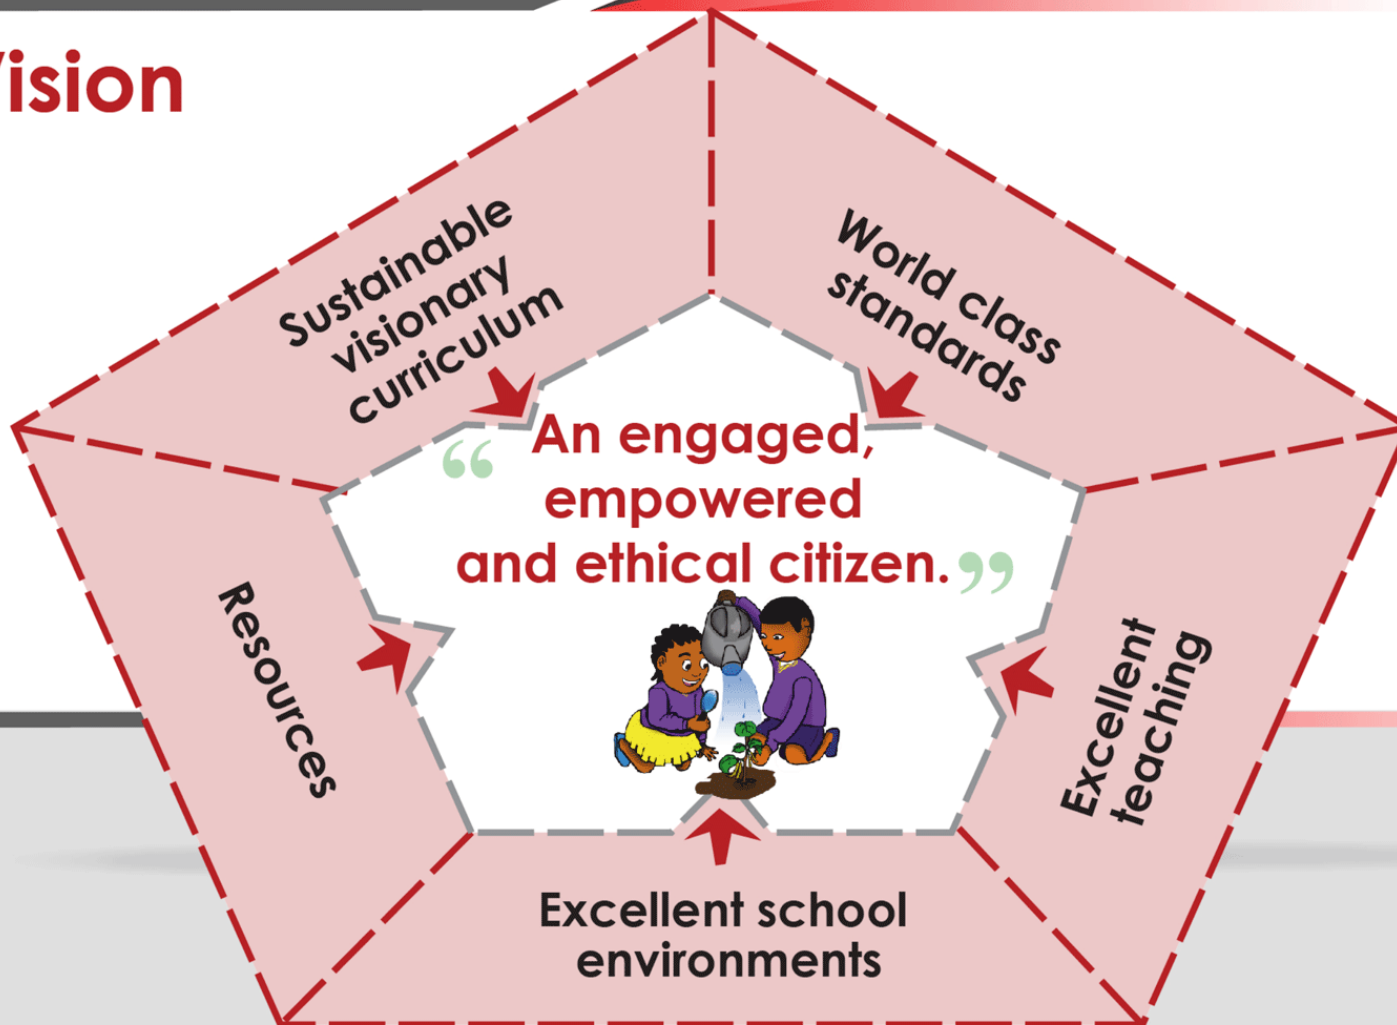 ision
Sustainable
visionary
curriculum
World class
standards
“An engaged,
empowered
and ethical citizen.”
Resources
Excellent
teaching
Excellent school
environments